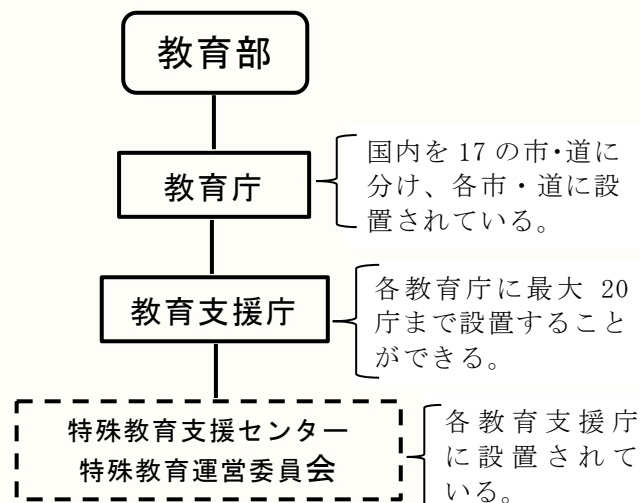 教育部
教育庁
国内を 17 の市・道に
分け、各市・道に設
置されている。
教育支援庁
各教育庁に最大 20
庁まで設置すること
ができる。
特殊教育支援センター
特殊教育運営委員会
各教育支援庁
に設置されて
いる。